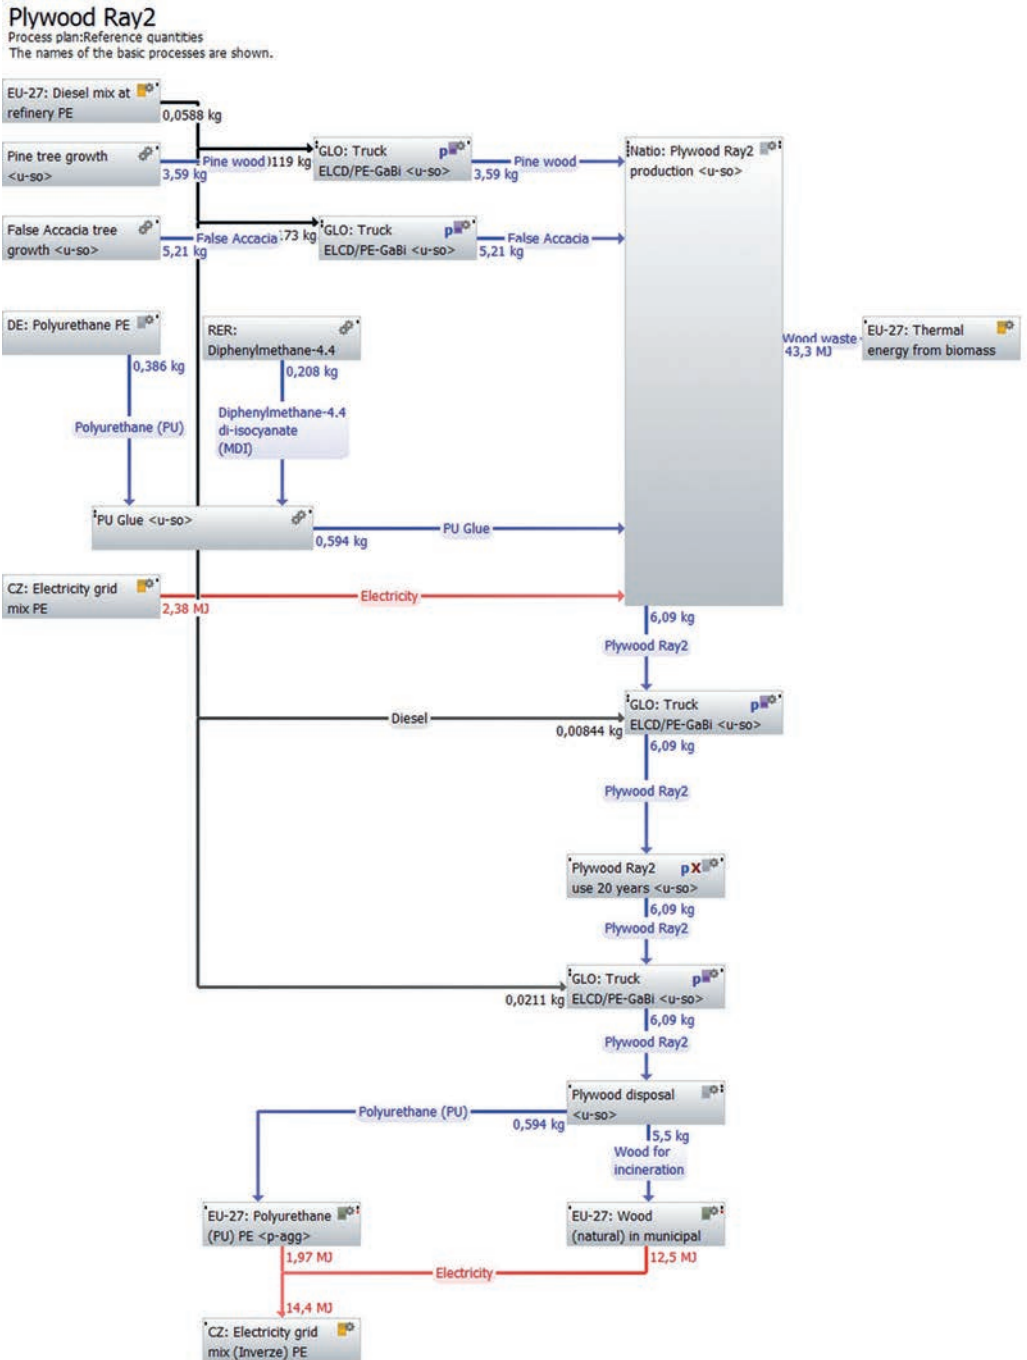 Plywood Ray2
Process plan:Reference quantities
The names of the basic processes are shown.
EU-27: Diesel mix at
refinery PE
0,0588 kg
Pine tree growth
<u-so>
3,59 kg
Pine wood
)119 kg
GLO: Truck
ELCD/PE-GaBi <u-so>
p
3,59 kg
Pine wood
Natio: Plywood Ray2
production <u-so>
False Accacia tree
growth <u-so>
5,21 kg
False Accacia
.73 kg
GLO: Truck
ELCD/PE-GaBi <u-so>
p
5,21 kg
False Accacia
DE: Polyurethane PE
0,386 kg
Polyurethane (PU)
RER:
Diphenylmethane-4.4
0,208 kg
Diphenylmethane-4.4
di-isocyanate
(MDI)
Wood waste
43,3 MJ
EU-27: Thermal
energy from biomass
PU Glue <u-so>
0,594 kg
PU Glue
CZ: Electricity grid
mix PE
2,38 MJ
Electricity
6,09 kg
Plywood Ray2
Diesel
0,00844 kg
GLO: Truck
ELCD/PE-GaBi <u-so>
p
6,09 kg
Plywood Ray2
Plywood Ray2
use 20 years <u-so>
p X
6,09 kg
Plywood Ray2
0,0211 kg
GLO: Truck
ELCD/PE-GaBi <u-so>
p
6,09 kg
Plywood Ray2
Plywood disposal
<u-so>
Polyurethane (PU)
0,594 kg
5,5 kg
Wood for
incineration
EU-27: Polyurethane
(PU) PE <p-agg>
1,97 MJ
EU-27: Wood
(natural) in municipal
12,5 MJ
Electricity
14,4 MJ
CZ: Electricity grid
mix (Inverze) PE